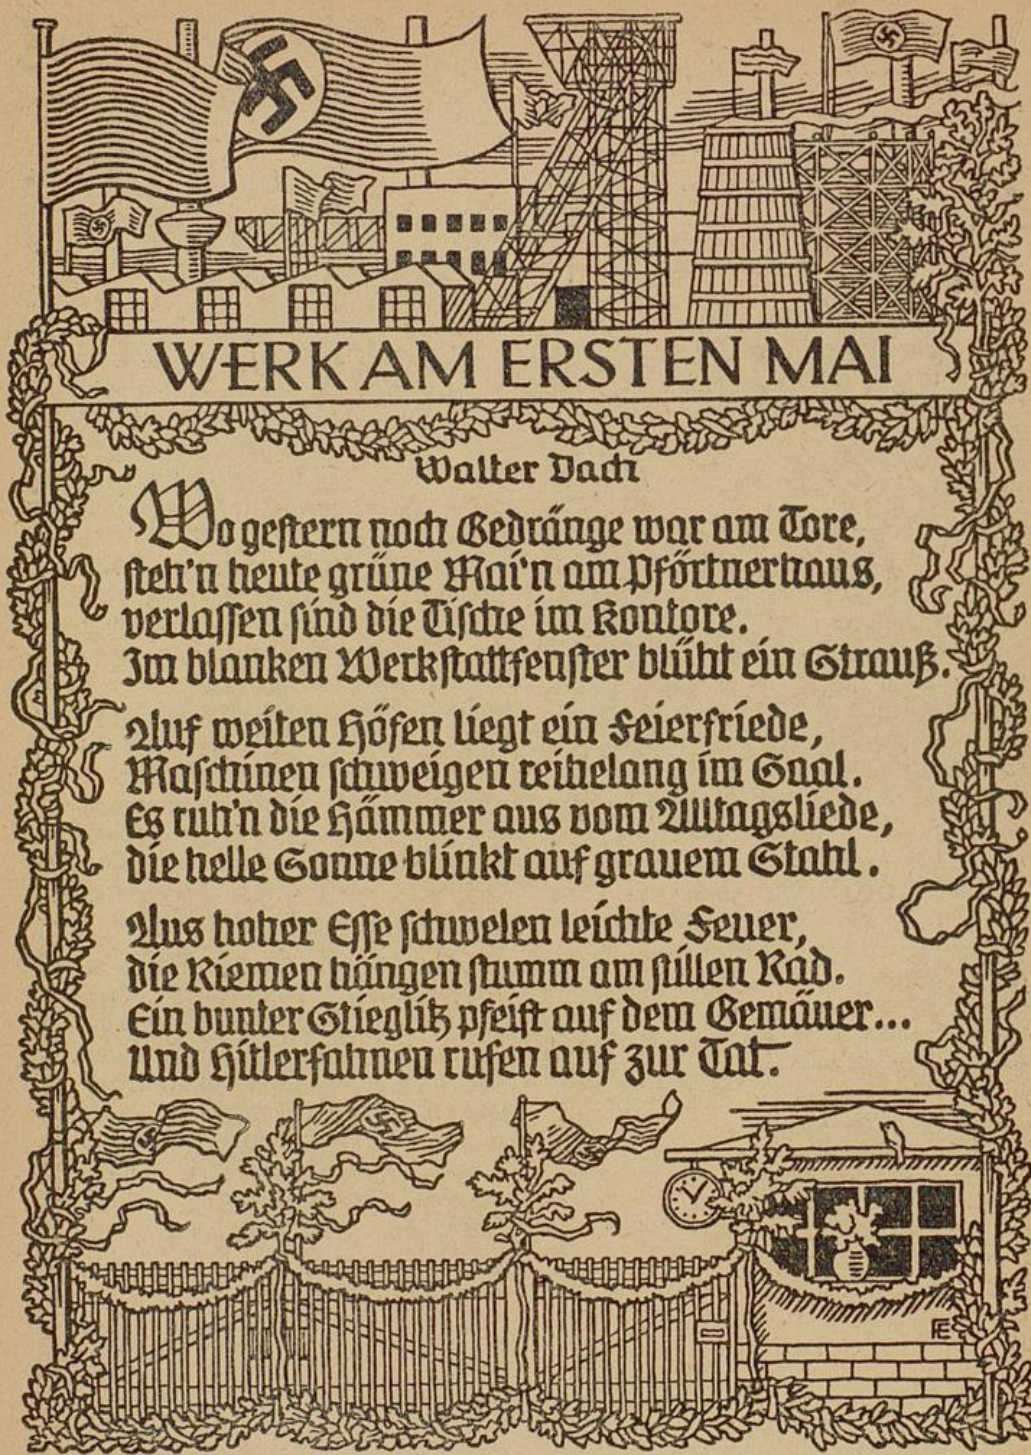 WERK AM ERSTEN MAI
Walter Dach
Wo gestern noch Gedränge war am Tore,
steh'n heute grüne Mai'n am Pförtnerhaus,
verlassen sind die Tische im Kontore.
Im blanken Werkstattfenster blüht ein Strauß.
Auf weiten Höfen liegt ein Feierfriede,
Maschinen schweigen reihelang im Saal.
Es ruh'n die Hämmer aus vom Alltagsliede,
die helle Sonne blinkt auf grauem Stahl.
Aus hoher Esse schwelen leichte Feuer,
die Riemen hängen stumm am stillen Rad.
Ein bunter Stieglitz pfeift auf dem Gemäuer...
Und Hitlerfahnen rufen auf zur Tat.
FE